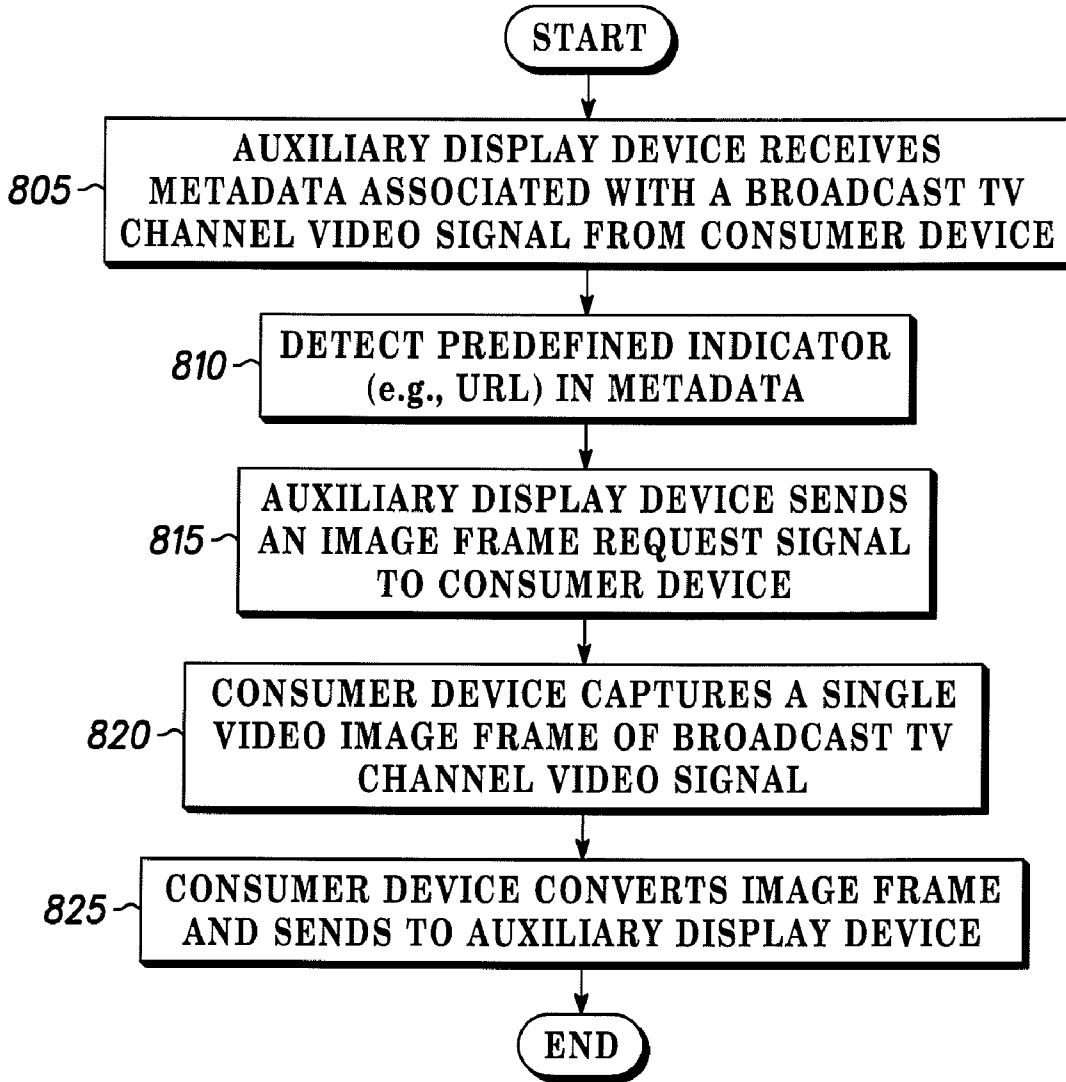 START
805
AUXILIARY DISPLAY DEVICE RECEIVES
METADATA ASSOCIATED WITH A BROADCAST TV
CHANNEL VIDEO SIGNAL FROM CONSUMER DEVICE
810
DETECT PREDEFINED INDICATOR
(e.g., URL) IN METADATA
815
AUXILIARY DISPLAY DEVICE SENDS
AN IMAGE FRAME REQUEST SIGNAL
TO CONSUMER DEVICE
820
CONSUMER DEVICE CAPTURES A SINGLE
VIDEO IMAGE FRAME OF BROADCAST TV
CHANNEL VIDEO SIGNAL
825
CONSUMER DEVICE CONVERTS IMAGE FRAME
AND SENDS TO AUXILIARY DISPLAY DEVICE
END